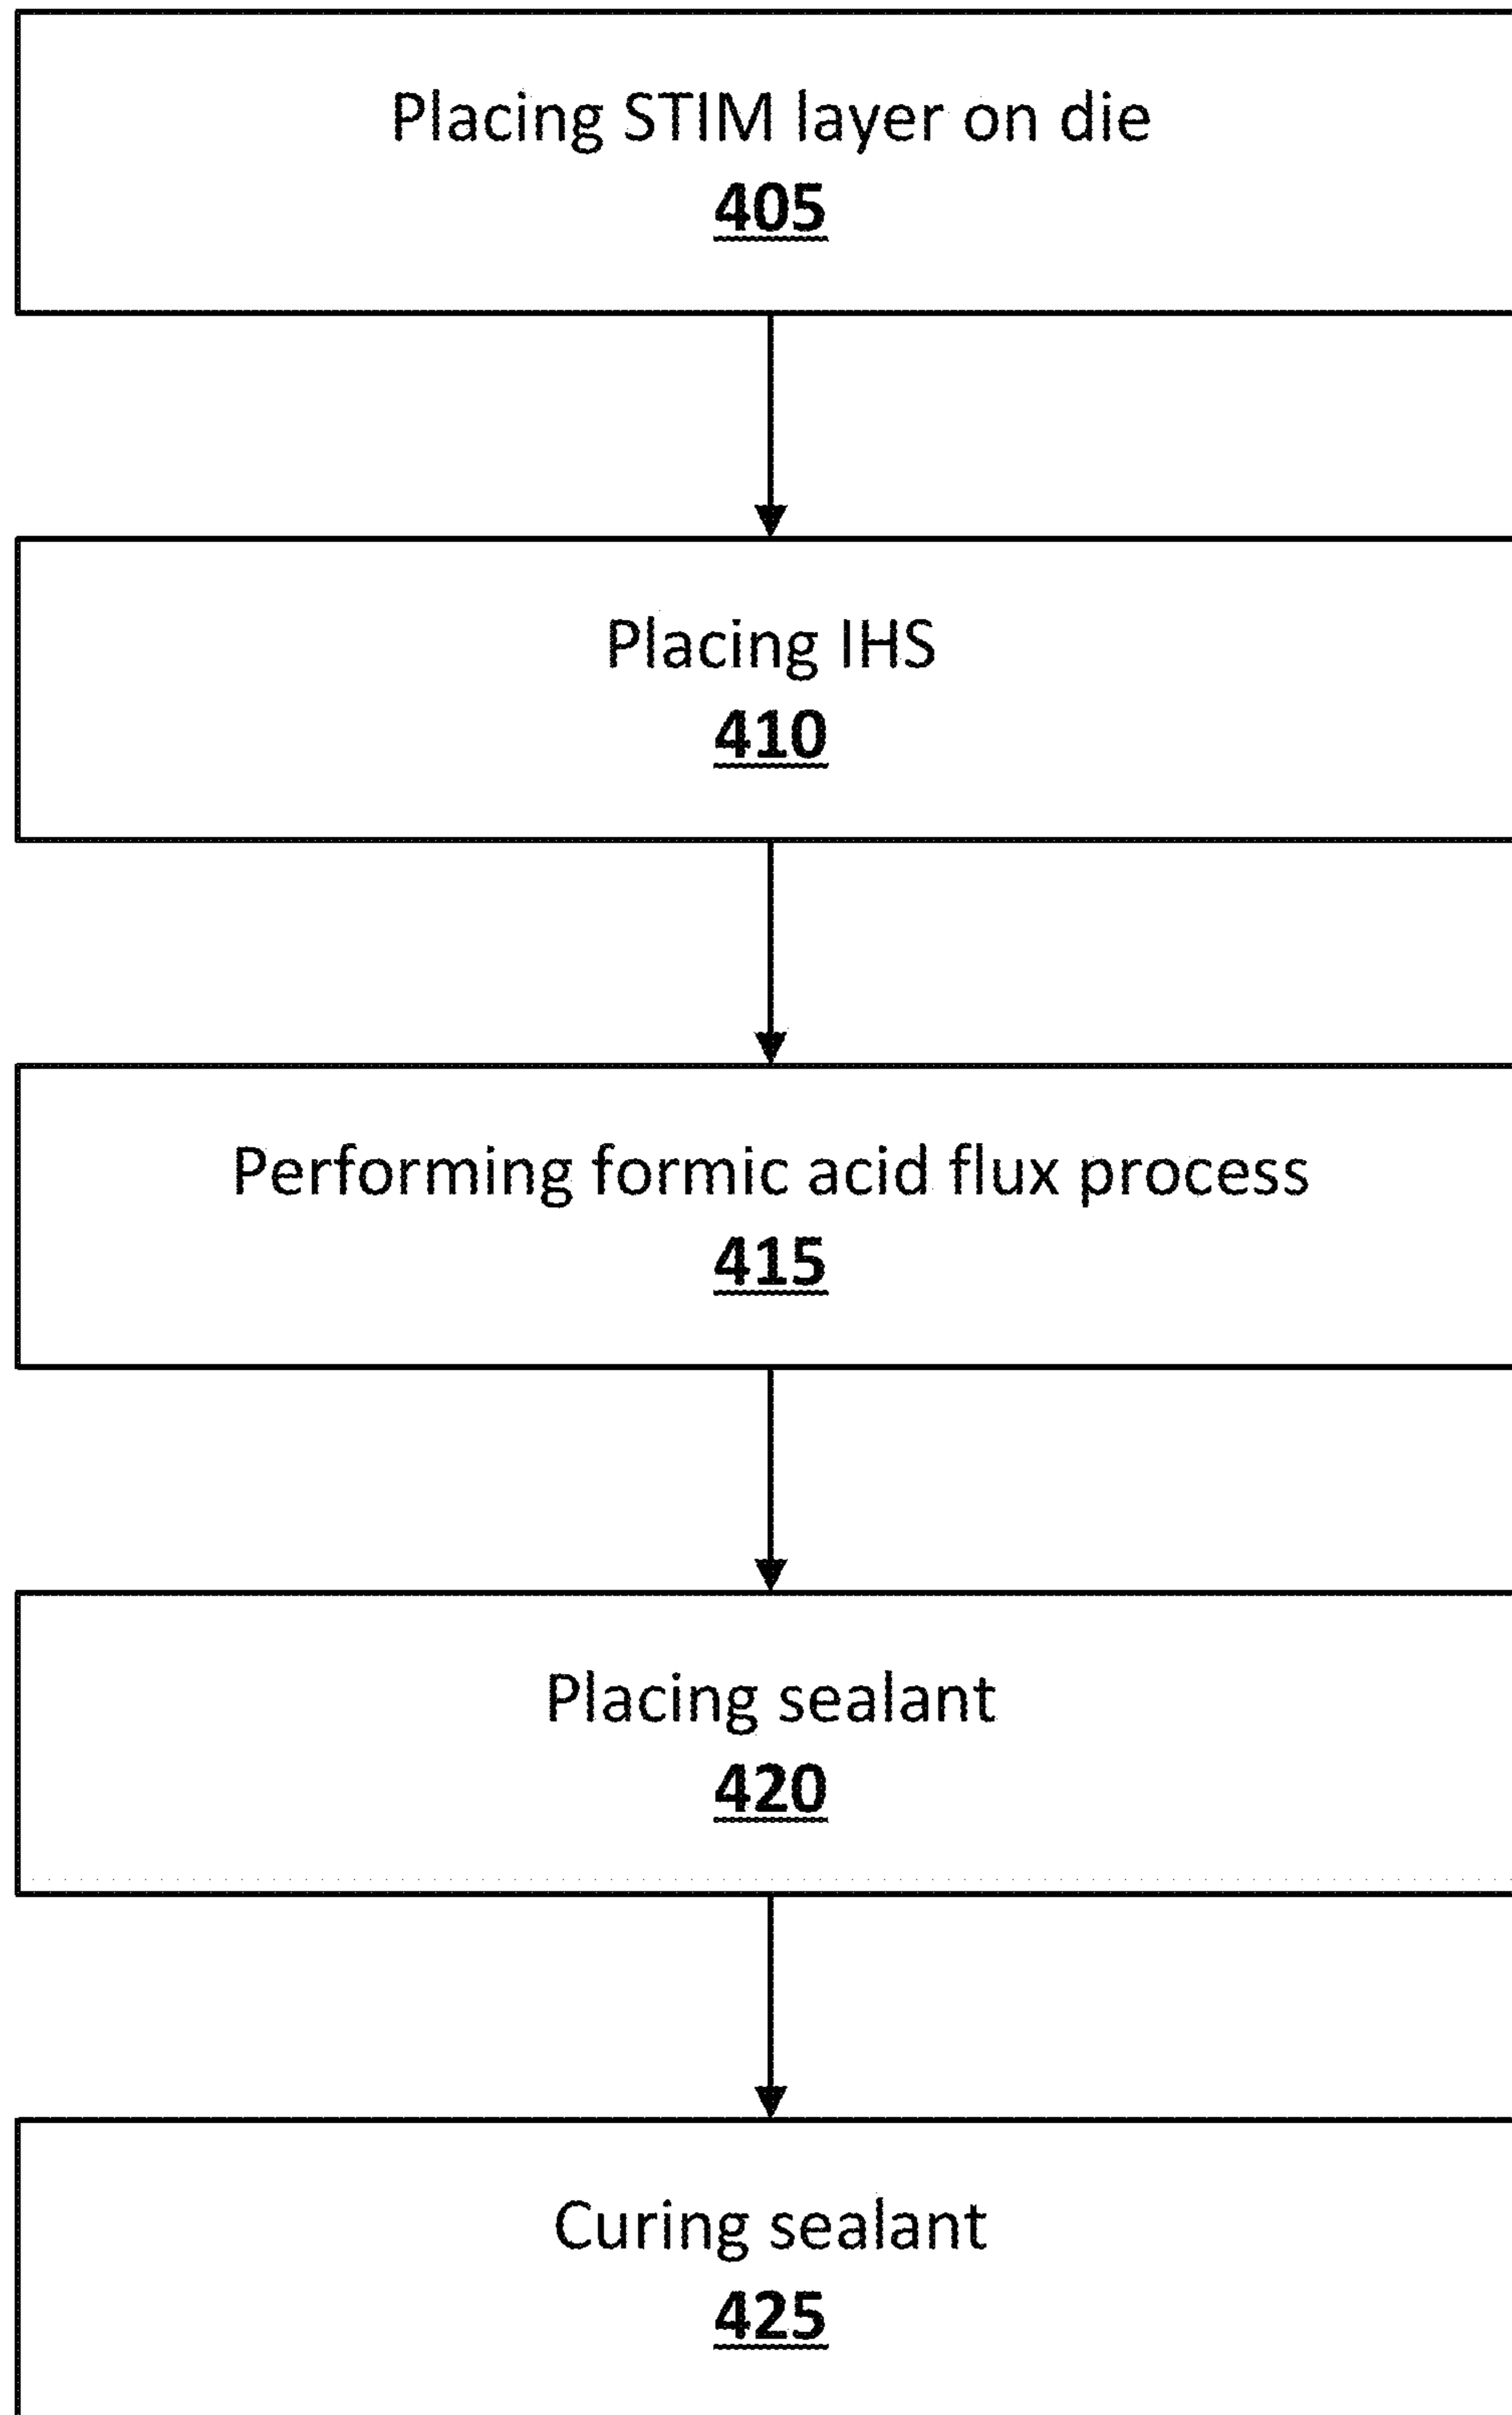 Placing STIM layer on die
405
Placing IHS
410
Performing formic acid flux process
415
Placing sealant
420
Curing sealant
425